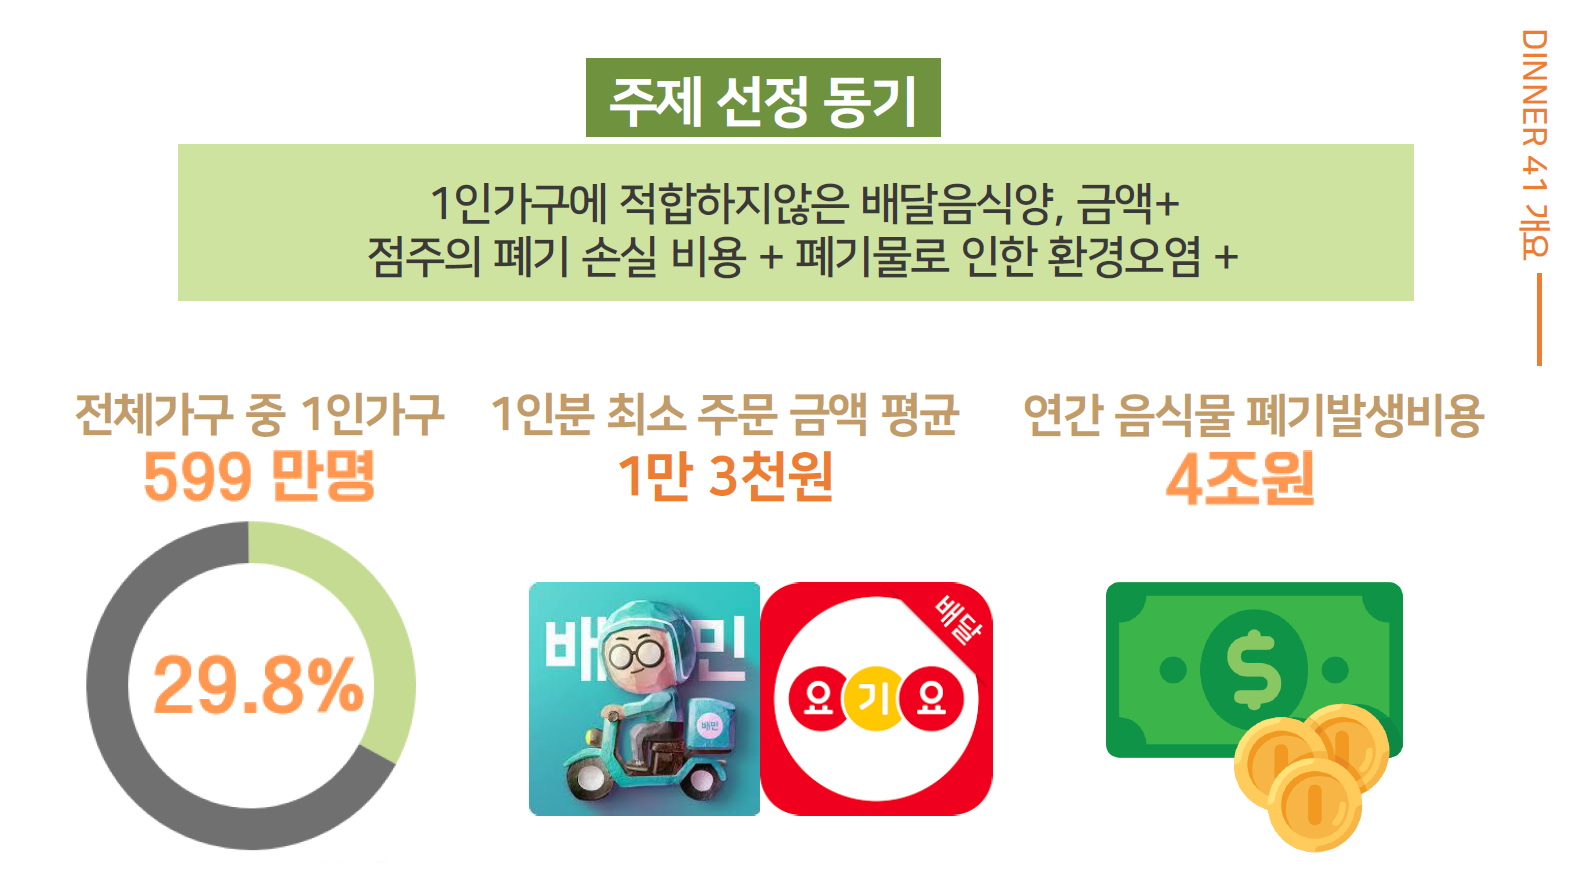 주제 선정 동기
1인가구에 적합하지않은 배달음식양, 금액+
점주의 폐기 손실 비용 + 폐기물로 인한 환경오염 +
DINNER 41 개요
전체가구 중 1인가구
599 만명
29.8%
1인분 최소 주문 금액 평균
1만 3천원
배민
배민
배달
요기요
연간 음식물 폐기발생비용
4조원
$